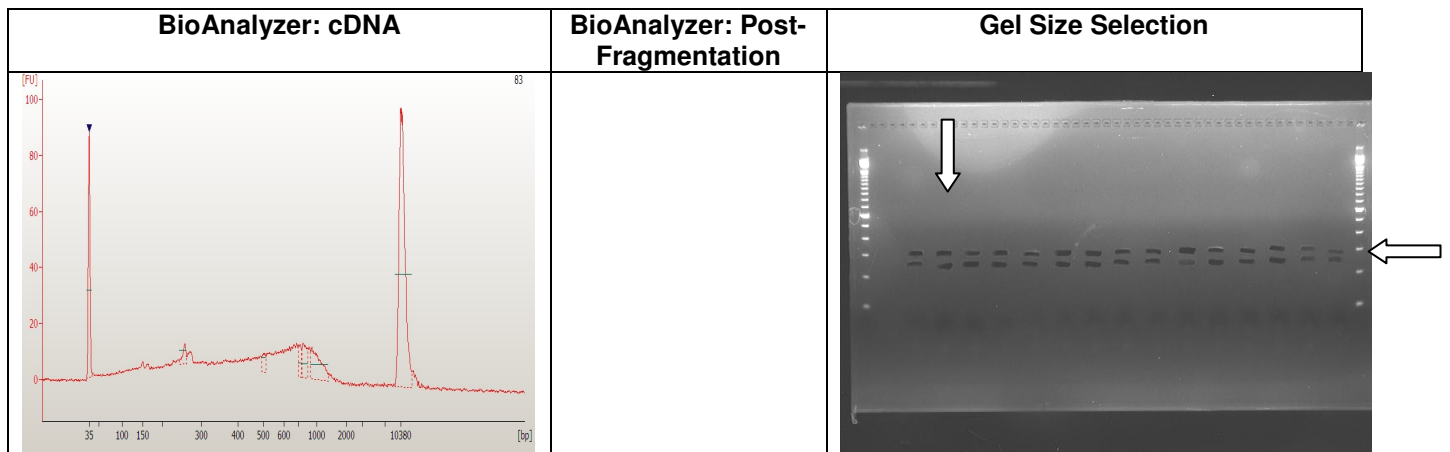 BioAnalyzer: cDNA
BioAnalyzer: Post-
Fragmentation
Gel Size Selection
[FU]
83
100
80
60
40
20
0
35 100 150 300 400 500 600 1000 2000 10380 [bp]